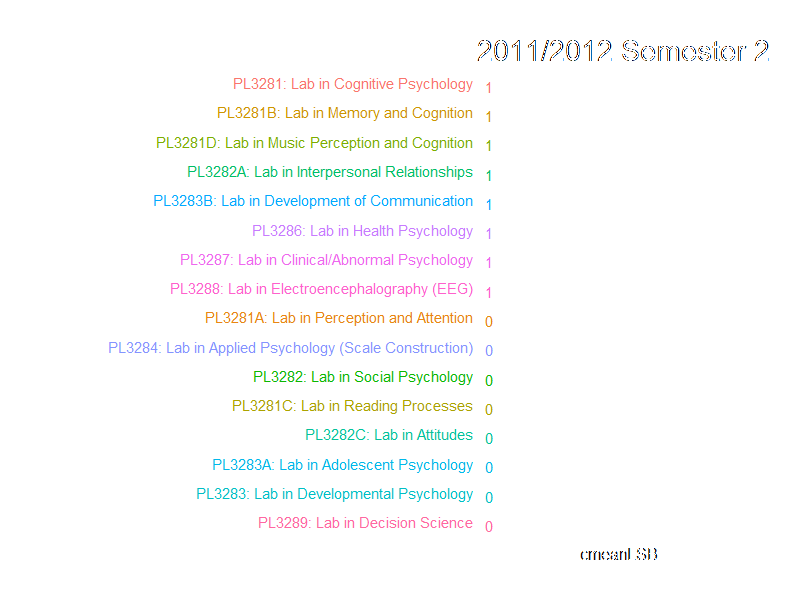 2011/2012 Semester 2
PL3281: Lab in Cognitive Psychology 1
PL3281B: Lab in Memory and Cognition 1
PL3281D: Lab in Music Perception and Cognition 1
PL3282A: Lab in Interpersonal Relationships 1
PL3283B: Lab in Development of Communication 1
PL3286: Lab in Health Psychology 1
PL3287: Lab in Clinical/Abnormal Psychology 1
PL3288: Lab in Electroencephalography (EEG) 1
PL3281A: Lab in Perception and Attention 0
PL3284: Lab in Applied Psychology (Scale Construction) 0
PL3282: Lab in Social Psychology 0
PL3281C: Lab in Reading Processes 0
PL3282C: Lab in Attitudes 0
PL3283A: Lab in Adolescent Psychology 0
PL3283: Lab in Developmental Psychology 0
PL3289: Lab in Decision Science 0